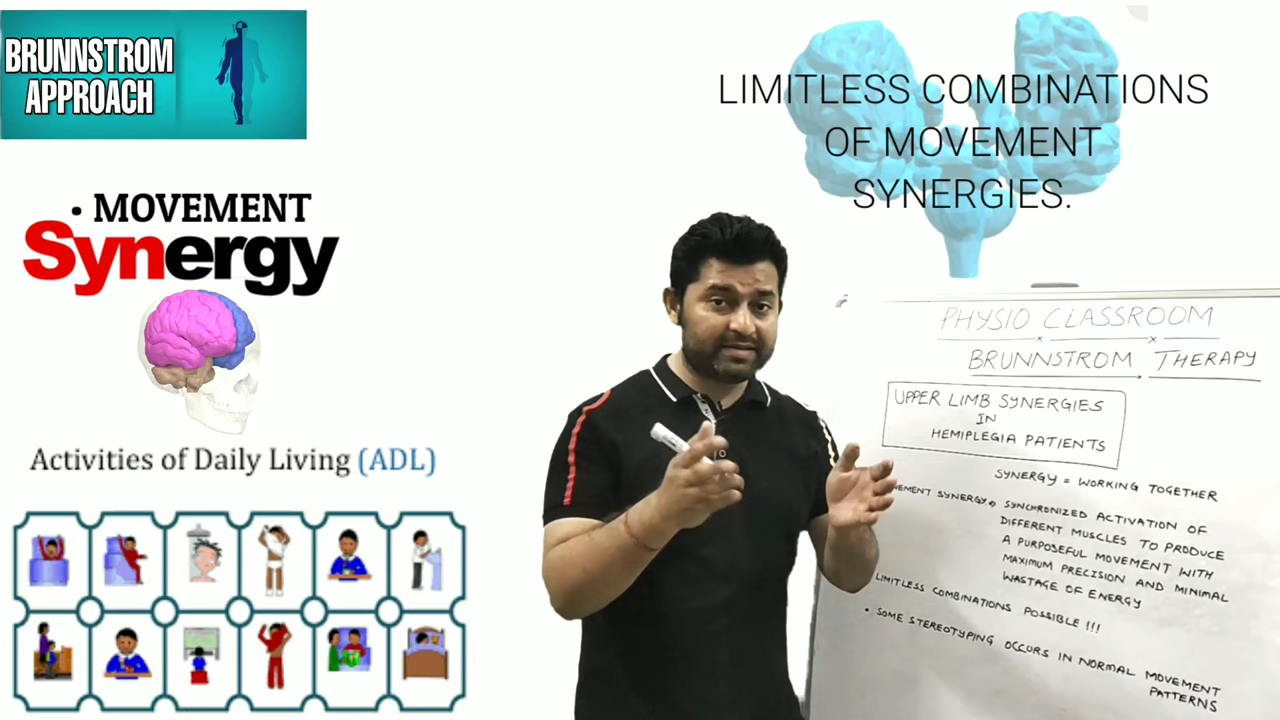 BRUNNSTROM
APPROACH
• MOVEMENT
Synergy
Activities of Daily Living (ADL)
LIMITLESS COMBINATIONS
OF MOVEMENT
SYNERGIES.
PHYSIO CLASSROOM
BRUNNSTROM THERAPY
UPPER LIMB SYNERGIES
IN
HEMIPLEGIA PATIENTS
SYNERGY = WORKING TOGETHER
SYNERGY → SYNCHRONIZED ACTIVATION OF
DIFFERENT MUSCLES TO PRODUCE
A PURPOSEFUL MOVEMENT WITH
MAXIMUM PRECISION AND MINIMAL
WASTAGE OF ENERGY
LIMITLESS COMBINATIONS POSSIBLE !!!
• SOME STEREOTYPING OCCURS IN NORMAL MOVEMENT
PATTERNS